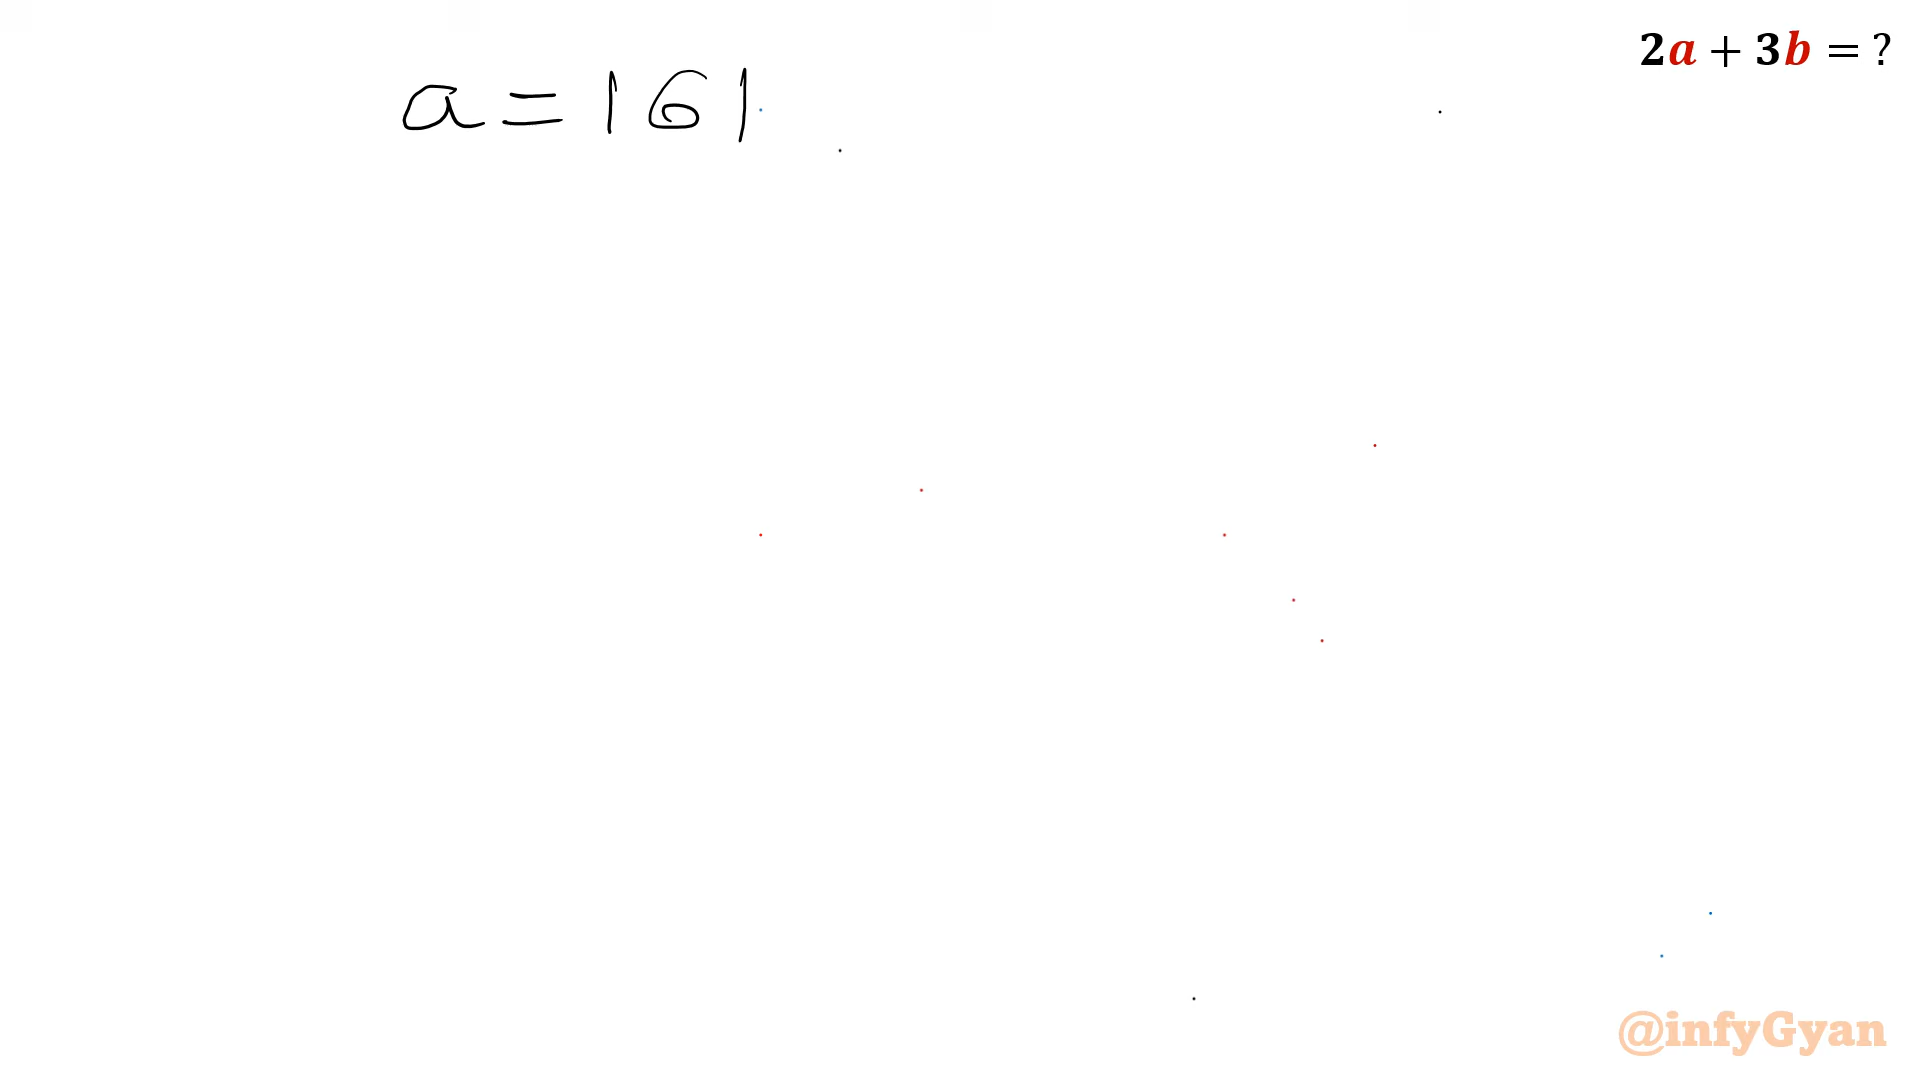 2a + 3b = ?
a = 161
@infyGyan